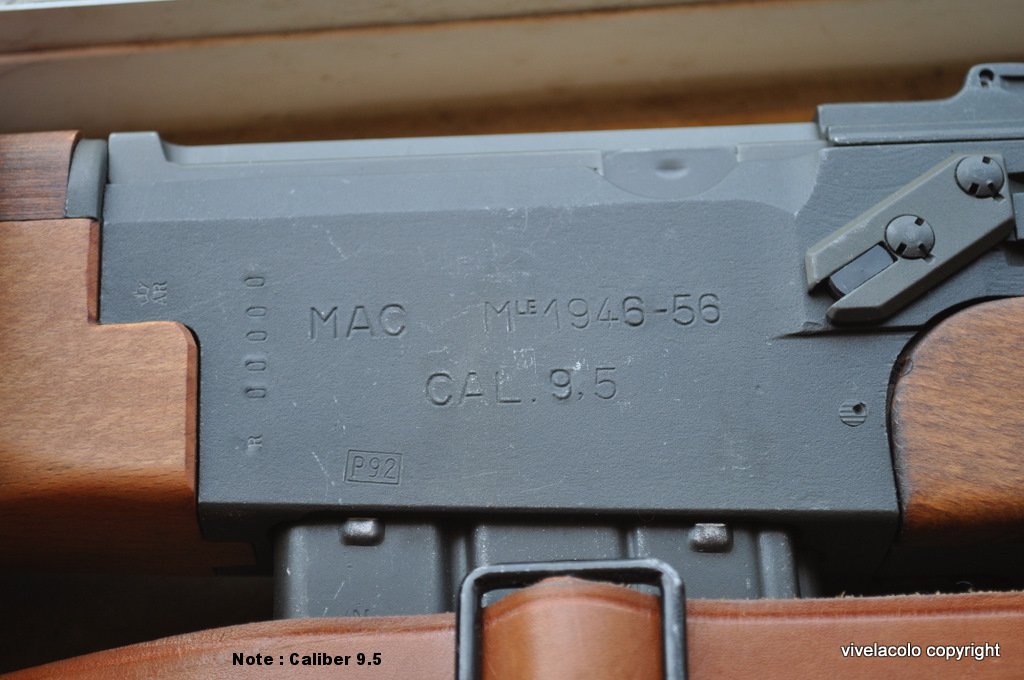 MAC MLE 1946-56
CAL. 9,5
AR
R 00000
P92
Note : Caliber 9.5
vivelacolo copyright